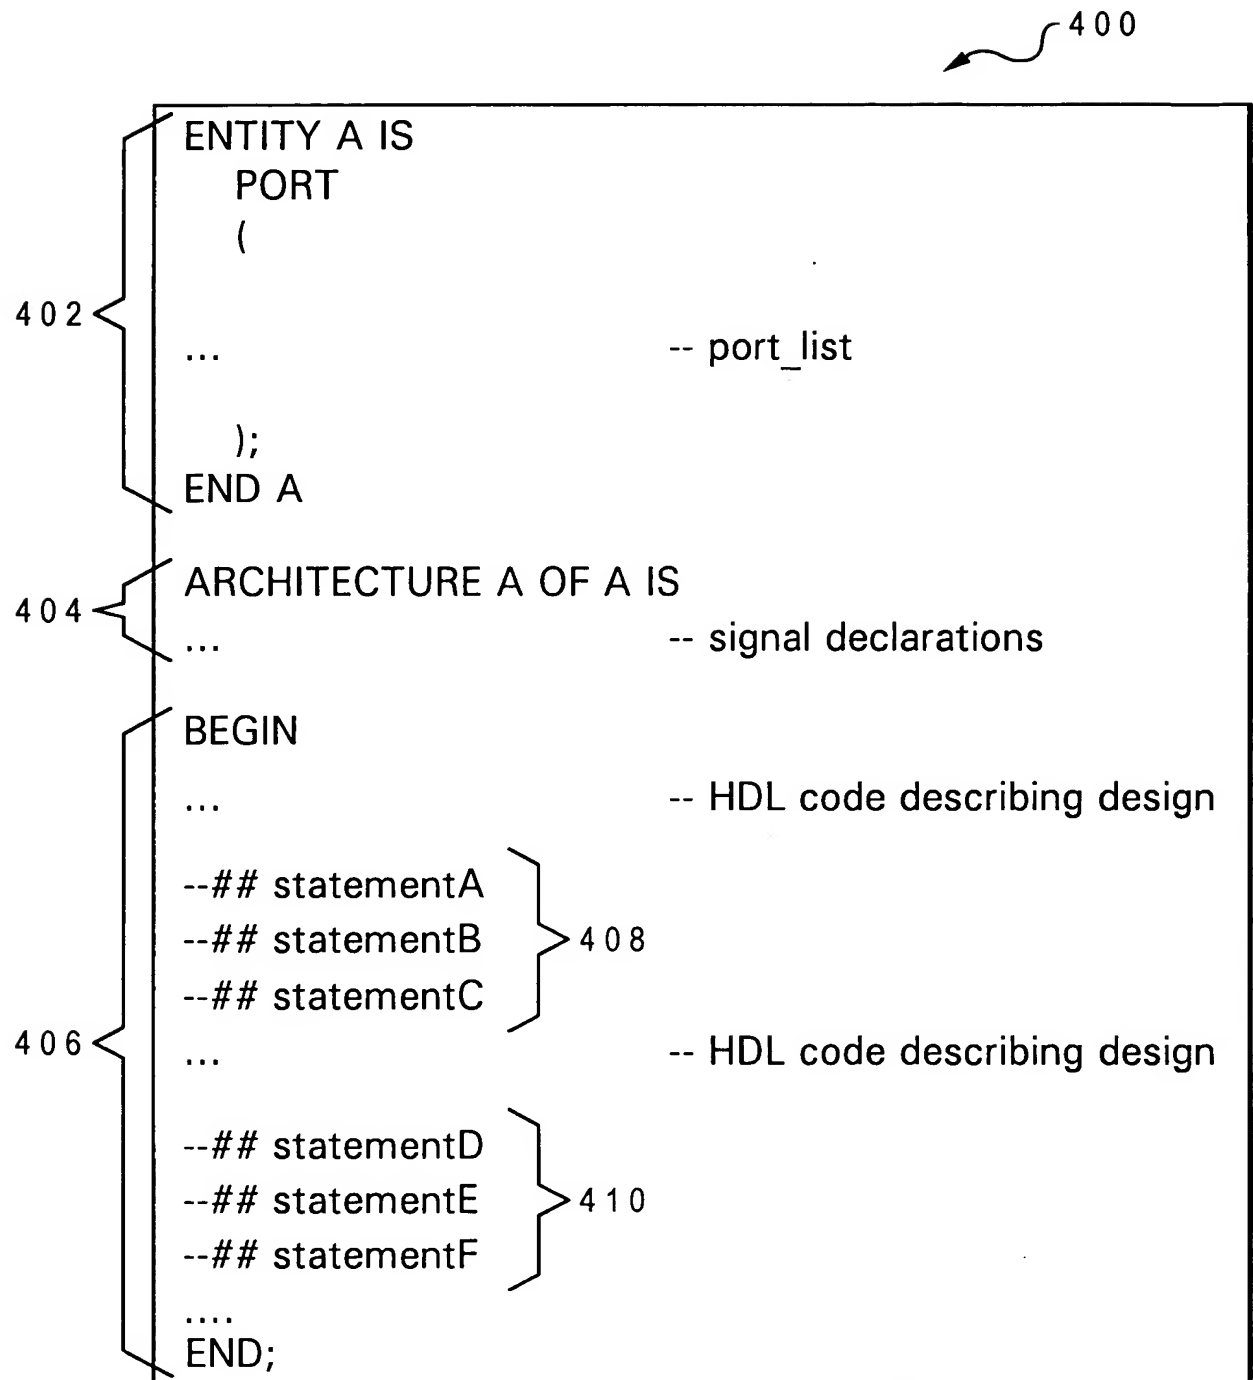 400
ENTITY A IS
PORT
(
402
... -- port_list
);
END A
ARCHITECTURE A OF A IS
404
... -- signal declarations
BEGIN
... -- HDL code describing design
--## statementA
--## statementB 408
--## statementC
406
... -- HDL code describing design
--## statementD
--## statementE 410
--## statementF
....
END;